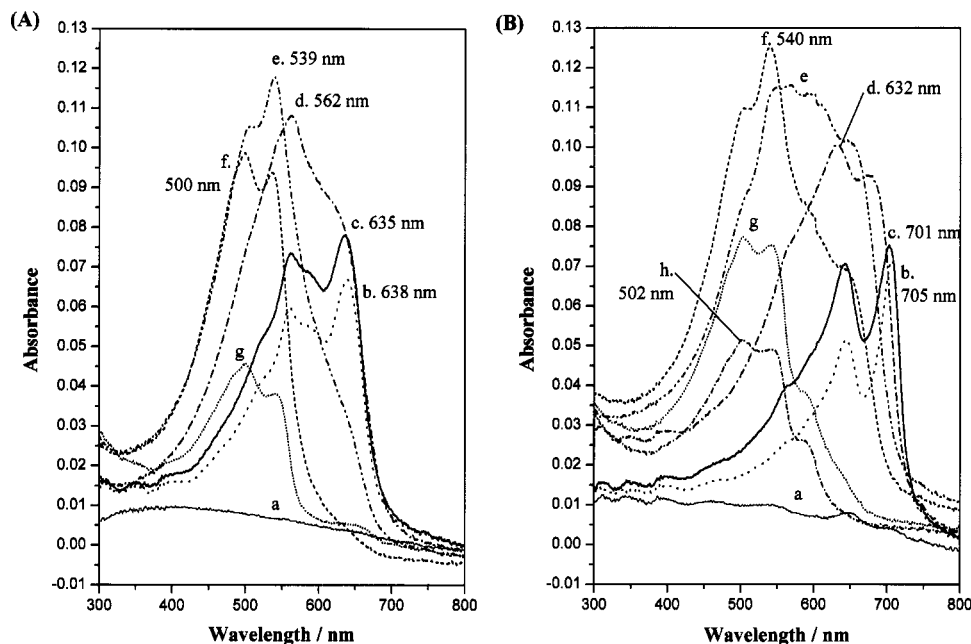 (A)
0.13
0.12
0.11
0.10
0.09
0.08
0.07
0.06
0.05
0.04
0.03
0.02
0.01
0.00
-0.01
Absorbance
300 400 500 600 700 800
Wavelength / nm
e. 539 nm
d. 562 nm
f.
500 nm
c. 635 nm
b. 638 nm
g
a
(B)
0.13
0.12
0.11
0.10
0.09
0.08
0.07
0.06
0.05
0.04
0.03
0.02
0.01
0.00
-0.01
Absorbance
300 400 500 600 700 800
Wavelength / nm
f. 540 nm
e
d. 632 nm
g
c. 701 nm
h.
502 nm
b.
705 nm
a